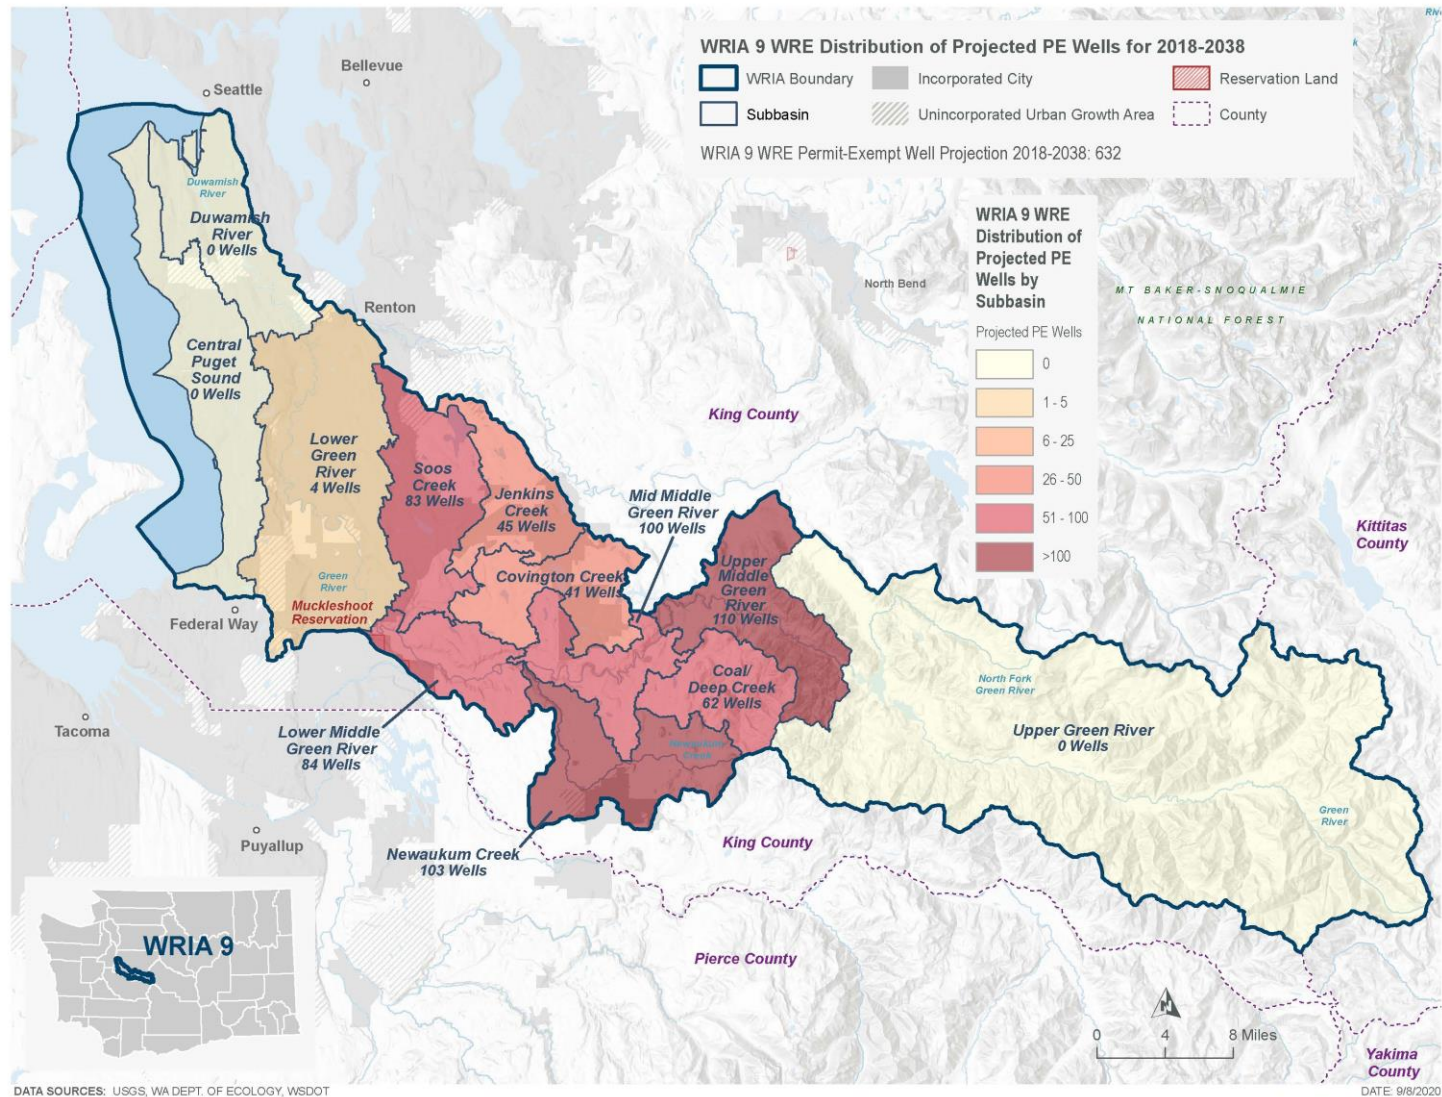 WRIA 9 WRE Distribution of Projected PE Wells for 2018-2038
WRIA Boundary
Incorporated City
Reservation Land
Subbasin
Unincorporated Urban Growth Area
County
WRIA 9 WRE Permit-Exempt Well Projection 2018-2038: 632
WRIA 9 WRE
Distribution of
Projected PE
Wells by
Subbasin
Projected PE Wells
0
1 - 5
6 - 25
26 - 50
51 - 100
>100
Bellevue
Seattle
Duwamish
River
Duwamish
River
0 Wells
Renton
North Bend
MT BAKER-SNOQUALMIE
NATIONAL FOREST
Central
Puget
Sound
0 Wells
King County
Lower
Green
River
4 Wells
Soos
Creek
83 Wells
Jenkins
Creek
45 Wells
Mid Middle
Green River
100 Wells
Kittitas
County
Covington Creek
41 Wells
Upper
Middle
Green
River
110 Wells
Green
River
Muckleshoot
Reservation
Federal Way
Coal/
Deep Creek
62 Wells
North Fork
Green River
Upper Green River
0 Wells
Tacoma
Lower Middle
Green River
84 Wells
Newaukum
Creek
Green
River
Puyallup
Newaukum Creek
103 Wells
King County
Pierce County
WRIA 9
N
0 4 8 Miles
Yakima
County
DATA SOURCES: USGS, WA DEPT. OF ECOLOGY, WSDOT
DATE: 9/8/2020